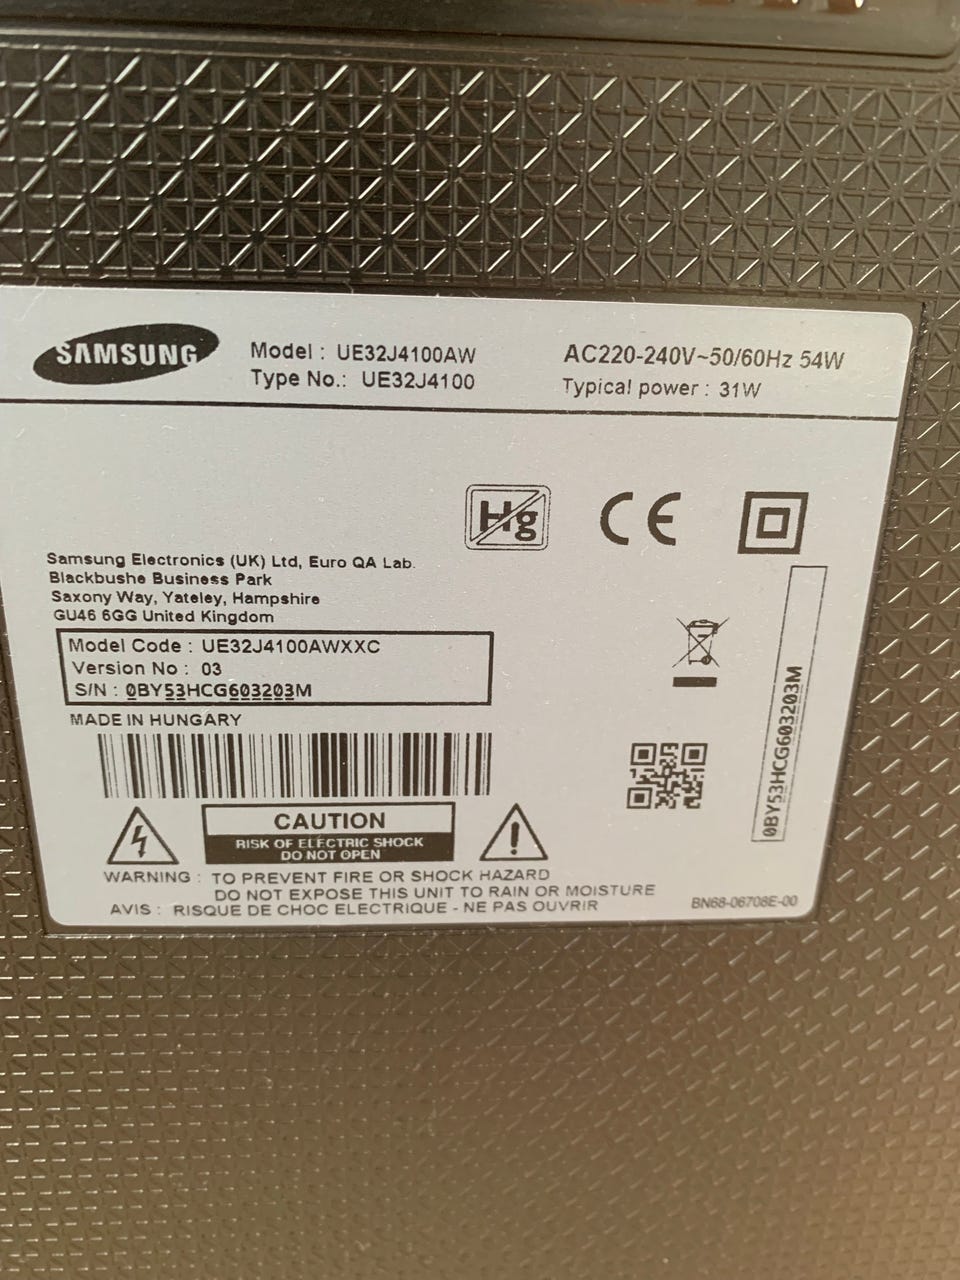 SAMSUNG
Model : UE32J4100AW
Type No.: UE32J4100
AC220-240V~50/60Hz 54W
Typical power : 31W
Hg
CE
Samsung Electronics (UK) Ltd, Euro QA Lab.
Blackbushe Business Park
Saxony Way, Yateley, Hampshire
GU46 6GG United Kingdom
Model Code : UE32J4100AWXXC
Version No : 03
S/N : 0BY53HCG603203M
MADE IN HUNGARY
0BY53HCG603203M
CAUTION
RISK OF ELECTRIC SHOCK
DO NOT OPEN
WARNING : TO PREVENT FIRE OR SHOCK HAZARD
DO NOT EXPOSE THIS UNIT TO RAIN OR MOISTURE
AVIS : RISQUE DE CHOC ELECTRIQUE - NE PAS OUVRIR
BN68-06708E-00